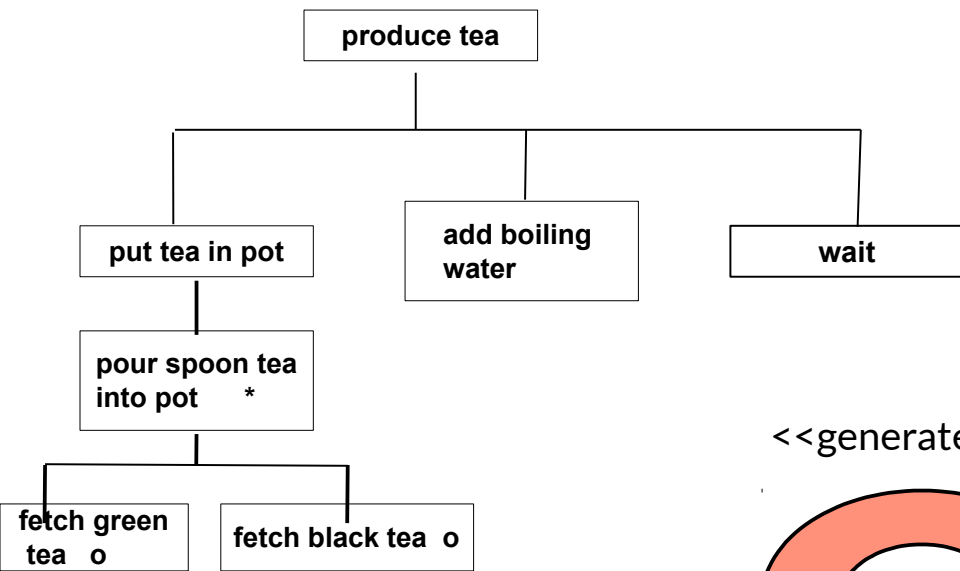 produce tea
put tea in pot
add boiling
water
wait
pour spoon tea
into pot *
<<generate
fetch green
tea o
fetch black tea o